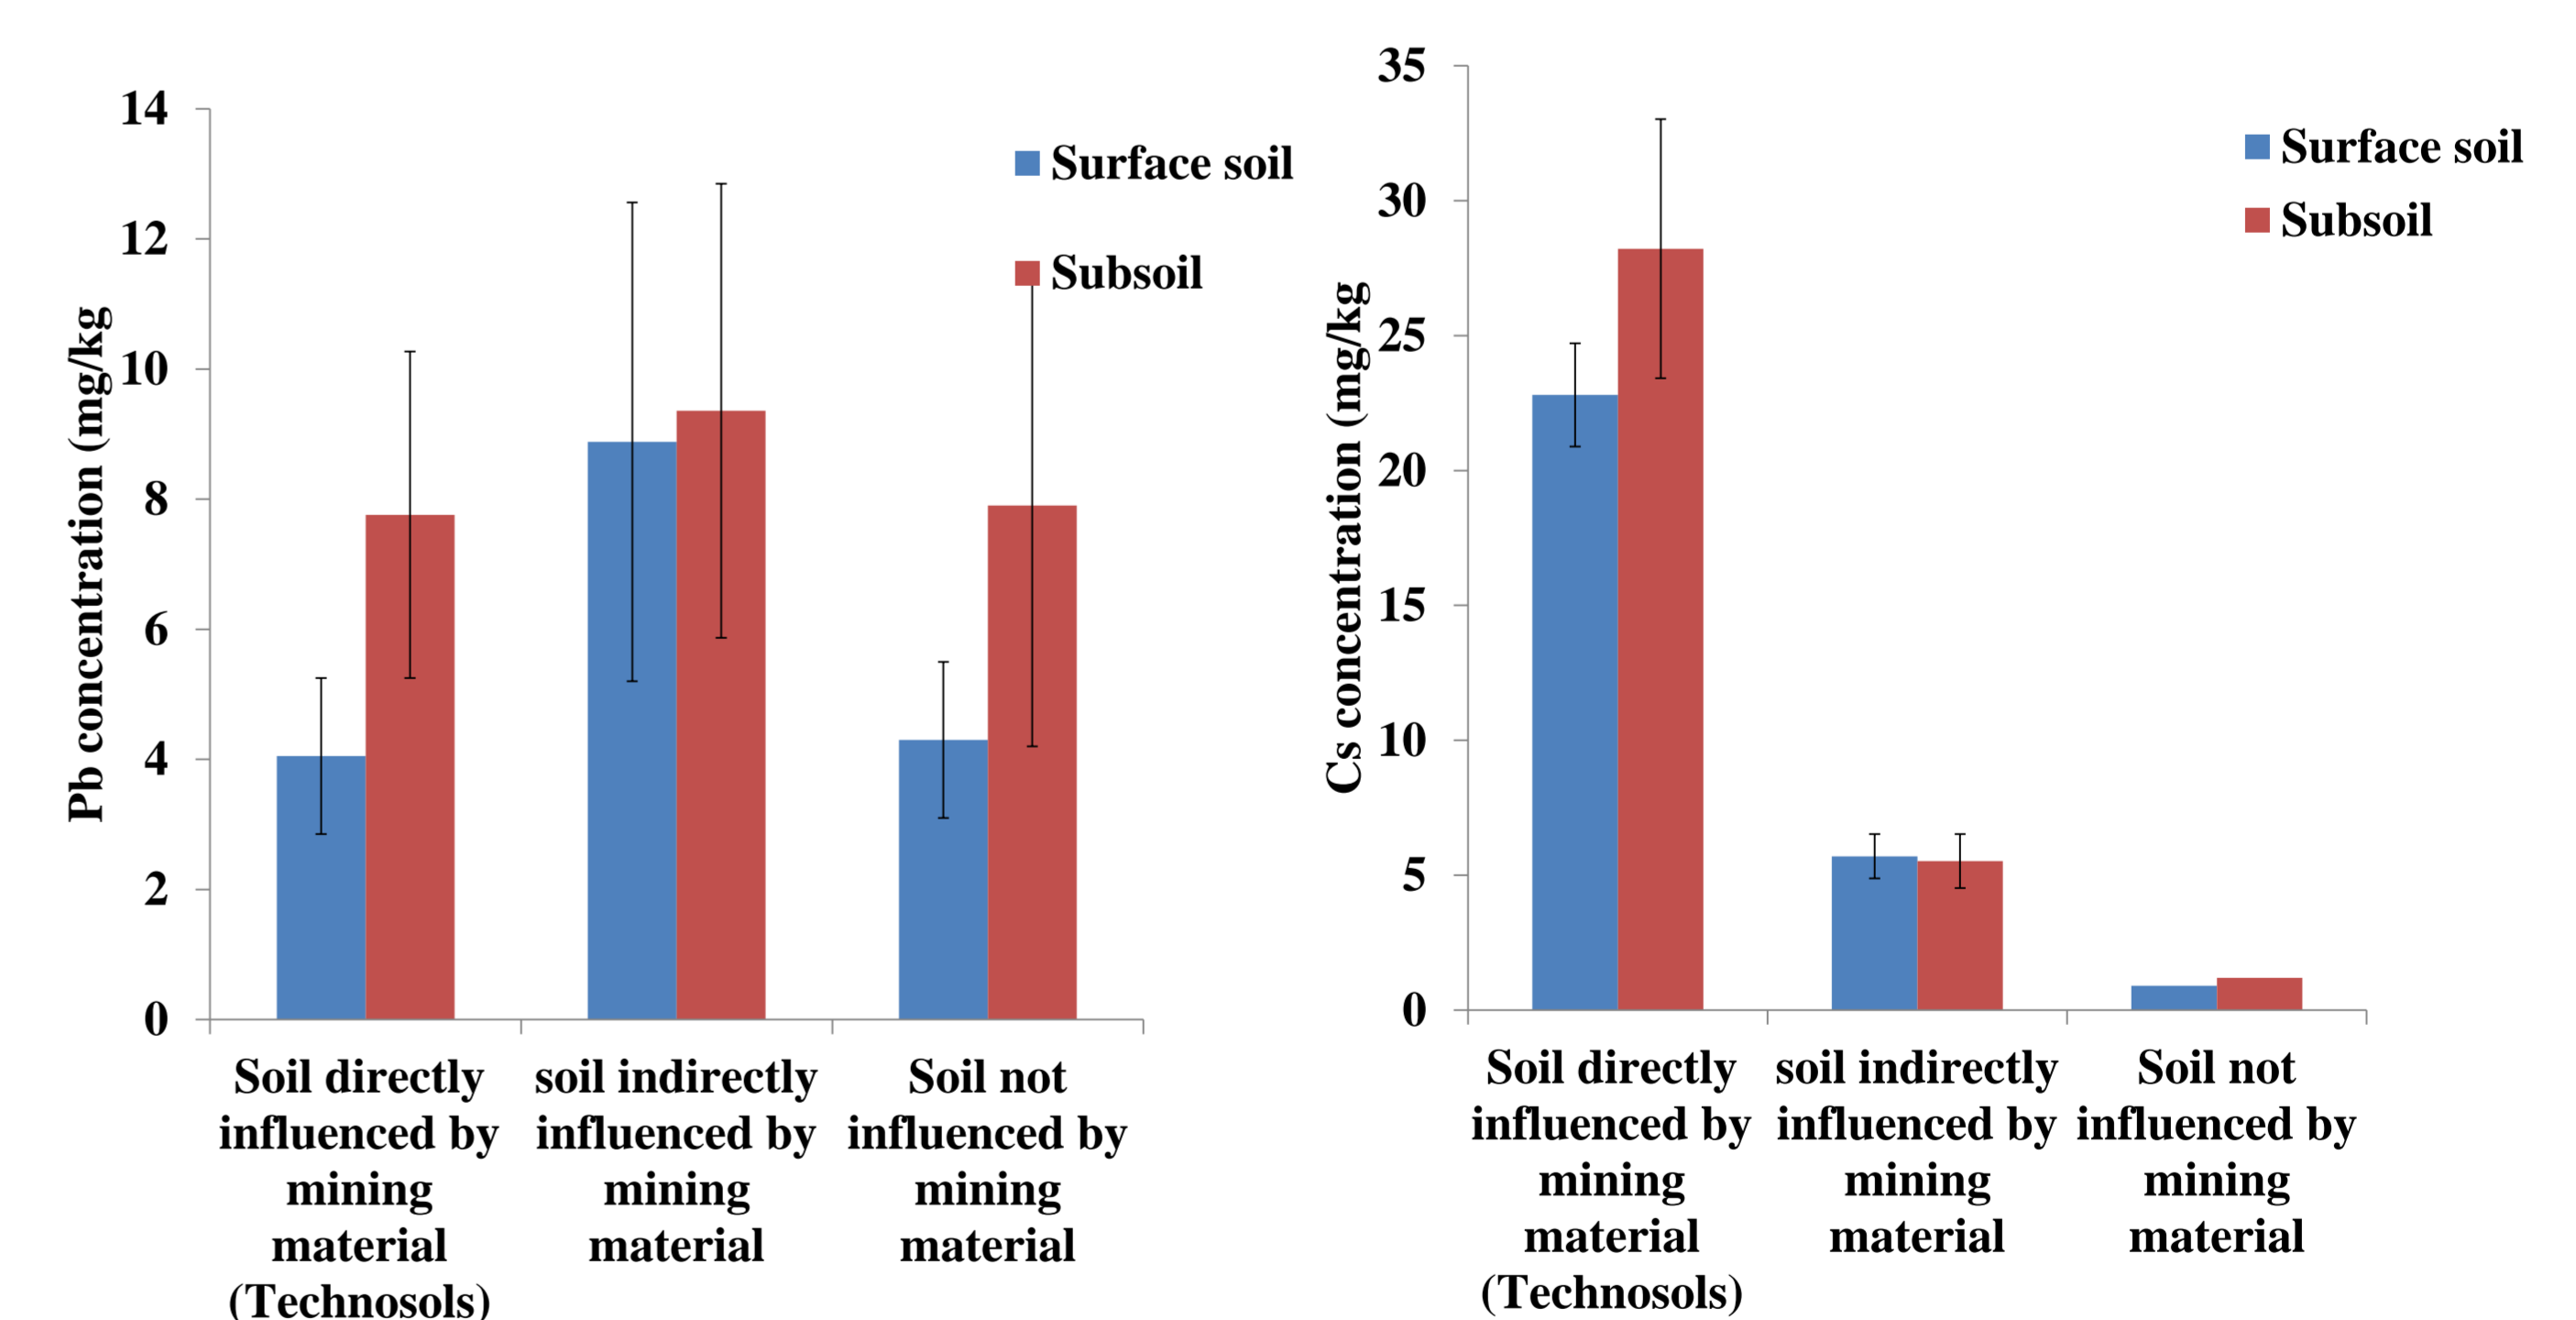 Pb concentration (mg/kg
14
12
10
8
6
4
2
0
Surface soil
Subsoil
Soil directly
influenced by
mining
material
(Technosols)
soil indirectly
influenced by
mining
material
Soil not
influenced by
mining
material
Cs concentration (mg/kg
35
30
25
20
15
10
5
0
Surface soil
Subsoil
Soil directly
influenced by
mining
material
(Technosols)
soil indirectly
influenced by
mining
material
Soil not
influenced by
mining
material